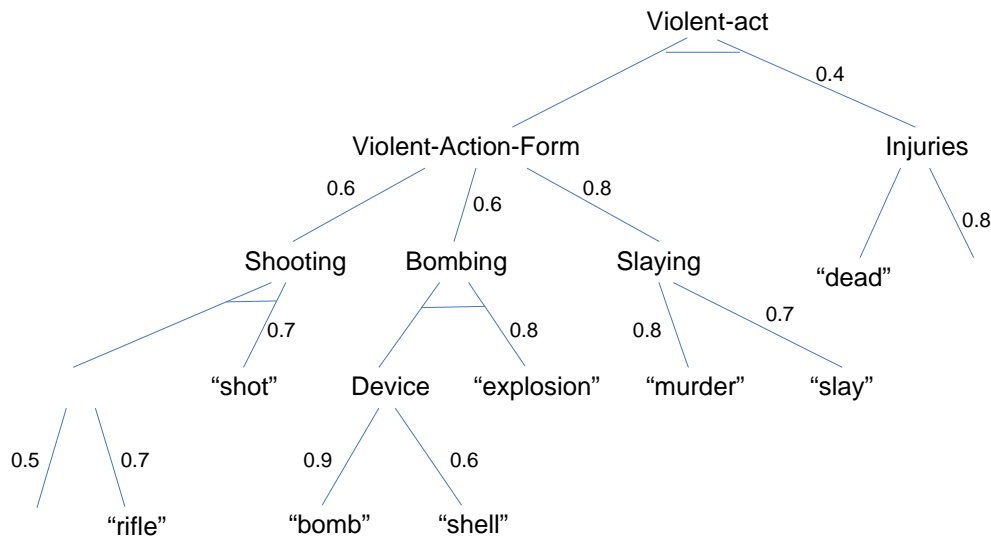 Violent-act
0.4
Violent-Action-Form
Injuries
0.6
0.6
0.8
0.8
Shooting
Bombing
Slaying
“dead”
0.7
0.8
0.8
0.7
“shot”
Device
“explosion”
“murder”
“slay”
0.5
0.7
0.9
0.6
“rifle”
“bomb”
“shell”